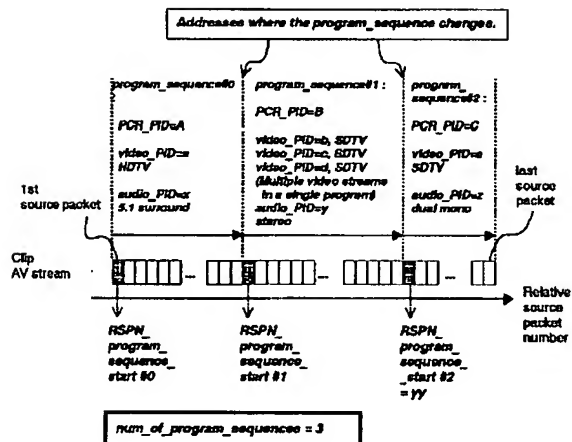 Addresses where the program_sequence changes.
program_sequence#0
PCR_PID=A
video_PID=a
HDTV
audio_PID=x
5.1 suround
program_sequence#1 :
PCR_PID=B
video_PID=b, SDTV
video_PID=c, SDTV
video_PID=d, SDTV
(Multiple video streams
in a single program)
audio_PID=y
stereo
program_
sequence#2 :
PCR_PID=C
video_PID=e
SDTV
audio_PID=z
dual mono
1st
source packet
last
source
packet
Clip
AV stream
...
...
...
Relative
source
packet
number
RSPN_
program_
sequence_
start #0
RSPN_
program_
sequence_
start #1
RSPN_
program_
sequence
_start #2
= yy
num_of_program_sequences = 3